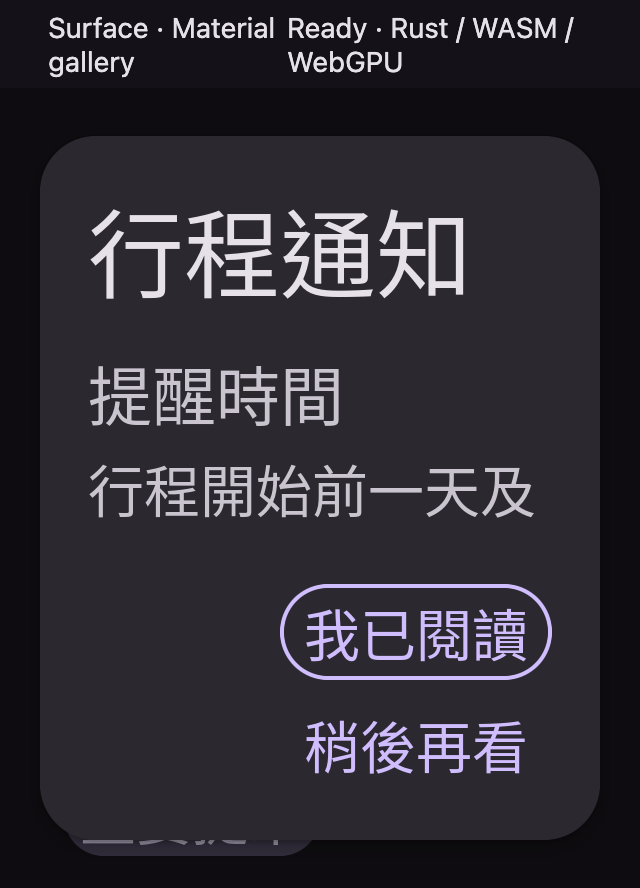 Surface · Material gallery
Ready · Rust / WASM / WebGPU
行程通知
提醒時間
行程開始前一天及
我已閱讀
稍後再看